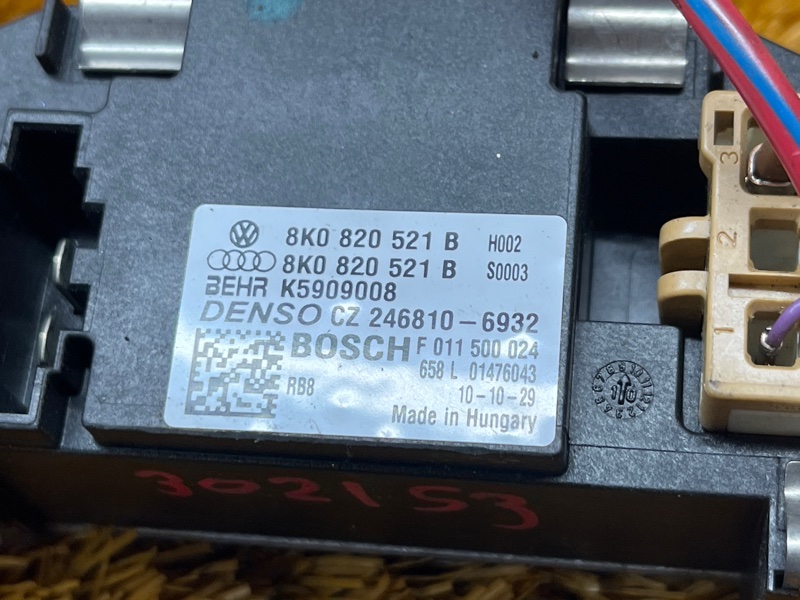 8K0 820 521 B H002
8K0 820 521 B S0003
BEHR K5909008
DENSO CZ 246810-6932
BOSCH F 011 500 024
658 L 01476043
RB8 10-10-29
Made in Hungary
3
2
1
302153